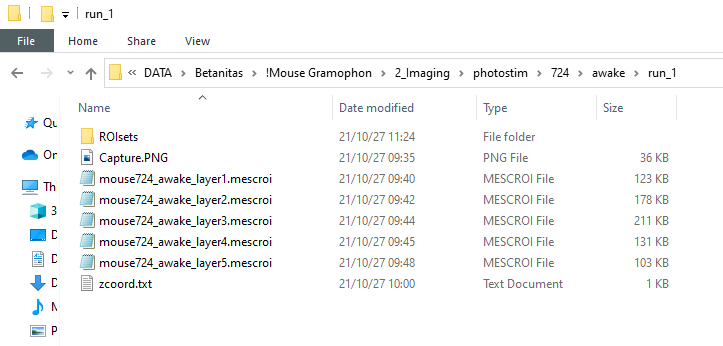 run_1
File Home Share View
DATA Betanitas !Mouse Gramophon 2_Imaging photostim 724 awake run_1
Name Date modified Type Size
Qu
ROIsets 21/10/27 11:24 File folder
On
Capture.PNG 21/10/27 09:35 PNG File 36 KB
mouse724_awake_layer1.mescroi 21/10/27 09:40 MESCROI File 123 KB
Th
mouse724_awake_layer2.mescroi 21/10/27 09:42 MESCROI File 178 KB
3
mouse724_awake_layer3.mescroi 21/10/27 09:44 MESCROI File 211 KB
D
mouse724_awake_layer4.mescroi 21/10/27 09:45 MESCROI File 131 KB
D
mouse724_awake_layer5.mescroi 21/10/27 09:48 MESCROI File 103 KB
D
zcoord.txt 21/10/27 10:00 Text Document 1 KB
M
P